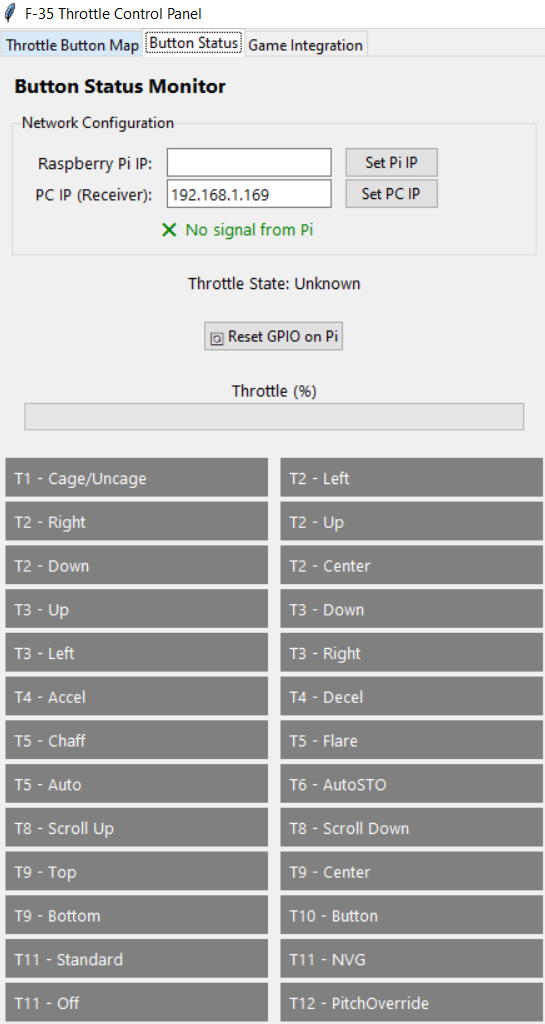 F-35 Throttle Control Panel
Throttle Button Map Button Status Game Integration
Button Status Monitor
Network Configuration
Raspberry Pi IP: Set Pi IP
PC IP (Receiver): 192.168.1.169 Set PC IP
✕ No signal from Pi
Throttle State: Unknown
Reset GPIO on Pi
Throttle (%)
T1 - Cage/Uncage T2 - Left
T2 - Right T2 - Up
T2 - Down T2 - Center
T3 - Up T3 - Down
T3 - Left T3 - Right
T4 - Accel T4 - Decel
T5 - Chaff T5 - Flare
T5 - Auto T6 - AutoSTO
T8 - Scroll Up T8 - Scroll Down
T9 - Top T9 - Center
T9 - Bottom T10 - Button
T11 - Standard T11 - NVG
T11 - Off T12 - PitchOverride